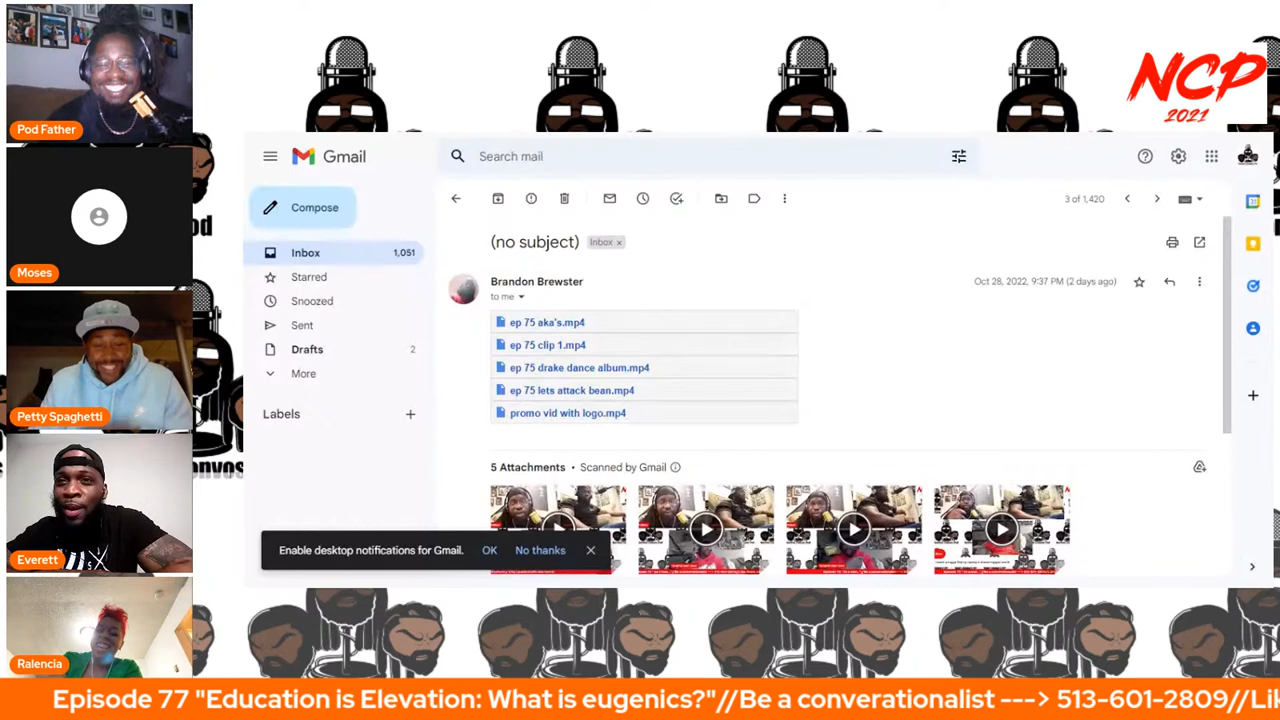 Pod Father
Moses
Petty Spaghetti
Everett
Ralencia
NCP
2021
Gmail
Search mail
Compose
Inbox 1,051
Starred
Snoozed
Sent
Drafts 2
More
Labels
3 of 1,420
(no subject)
Inbox x
Brandon Brewster
to me
Oct 28, 2022, 9:37 PM (2 days ago)
ep 75 aka's.mp4
ep 75 clip 1.mp4
ep 75 drake dance album.mp4
ep 75 lets attack bean.mp4
promo vid with logo.mp4
5 Attachments • Scanned by Gmail
Enable desktop notifications for Gmail. OK No thanks
Episode 77 "Education is Elevation: What is eugenics?"//Be a converationalist ---> 513-601-2809//Li